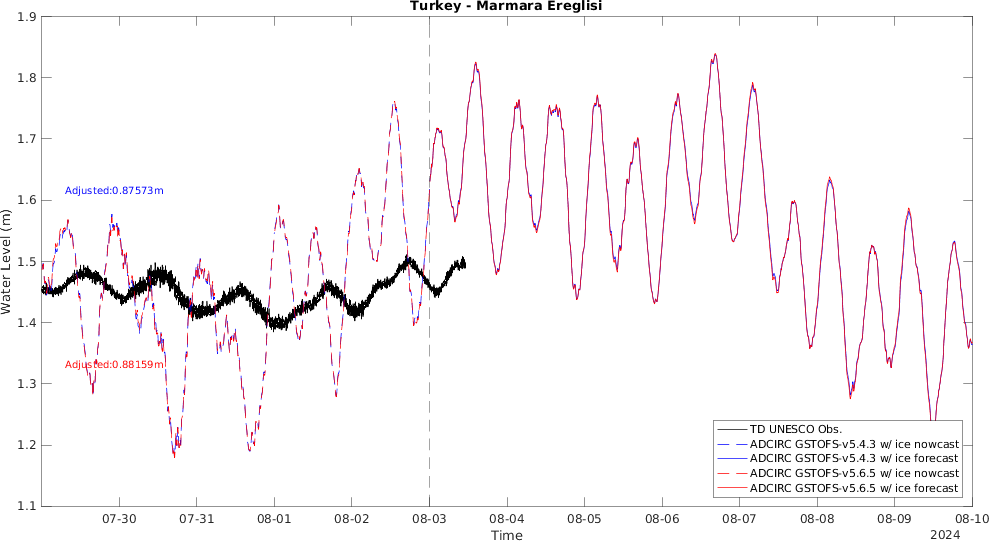 Turkey - Marmara Ereglisi
Water Level (m)
1.9
1.8
1.7
1.6
1.5
1.4
1.3
1.2
1.1
Adjusted:0.87573m
Adjusted:0.88159m
TD UNESCO Obs.
ADCIRC GSTOFS-v5.4.3 w/ ice nowcast
ADCIRC GSTOFS-v5.4.3 w/ ice forecast
ADCIRC GSTOFS-v5.6.5 w/ ice nowcast
ADCIRC GSTOFS-v5.6.5 w/ ice forecast
07-30 07-31 08-01 08-02 08-03 08-04 08-05 08-06 08-07 08-08 08-09 08-10
Time
2024